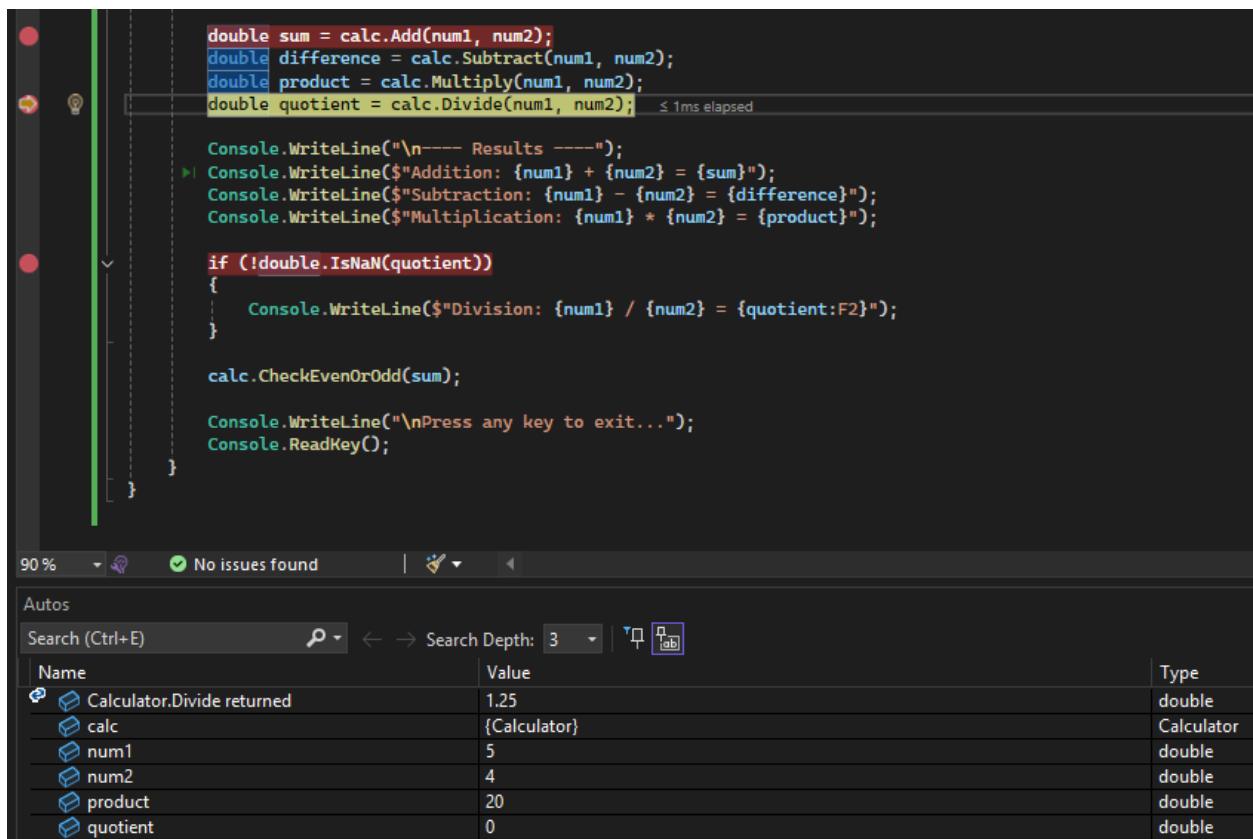 double sum = calc.Add(num1, num2);
double difference = calc.Subtract(num1, num2);
double product = calc.Multiply(num1, num2);
double quotient = calc.Divide(num1, num2); ≤ 1ms elapsed
Console.WriteLine("\n---- Results ----");
Console.WriteLine($"Addition: {num1} + {num2} = {sum}");
Console.WriteLine($"Subtraction: {num1} - {num2} = {difference}");
Console.WriteLine($"Multiplication: {num1} * {num2} = {product}");
if (!double.IsNaN(quotient))
{
Console.WriteLine($"Division: {num1} / {num2} = {quotient:F2}");
}
calc.CheckEvenOrOdd(sum);
Console.WriteLine("\nPress any key to exit...");
Console.ReadKey();
}
}
90 % No issues found
Autos
Search (Ctrl+E) Search Depth: 3 ab
Name Value Type
Calculator.Divide returned 1.25 double
calc {Calculator} Calculator
num1 5 double
num2 4 double
product 20 double
quotient 0 double